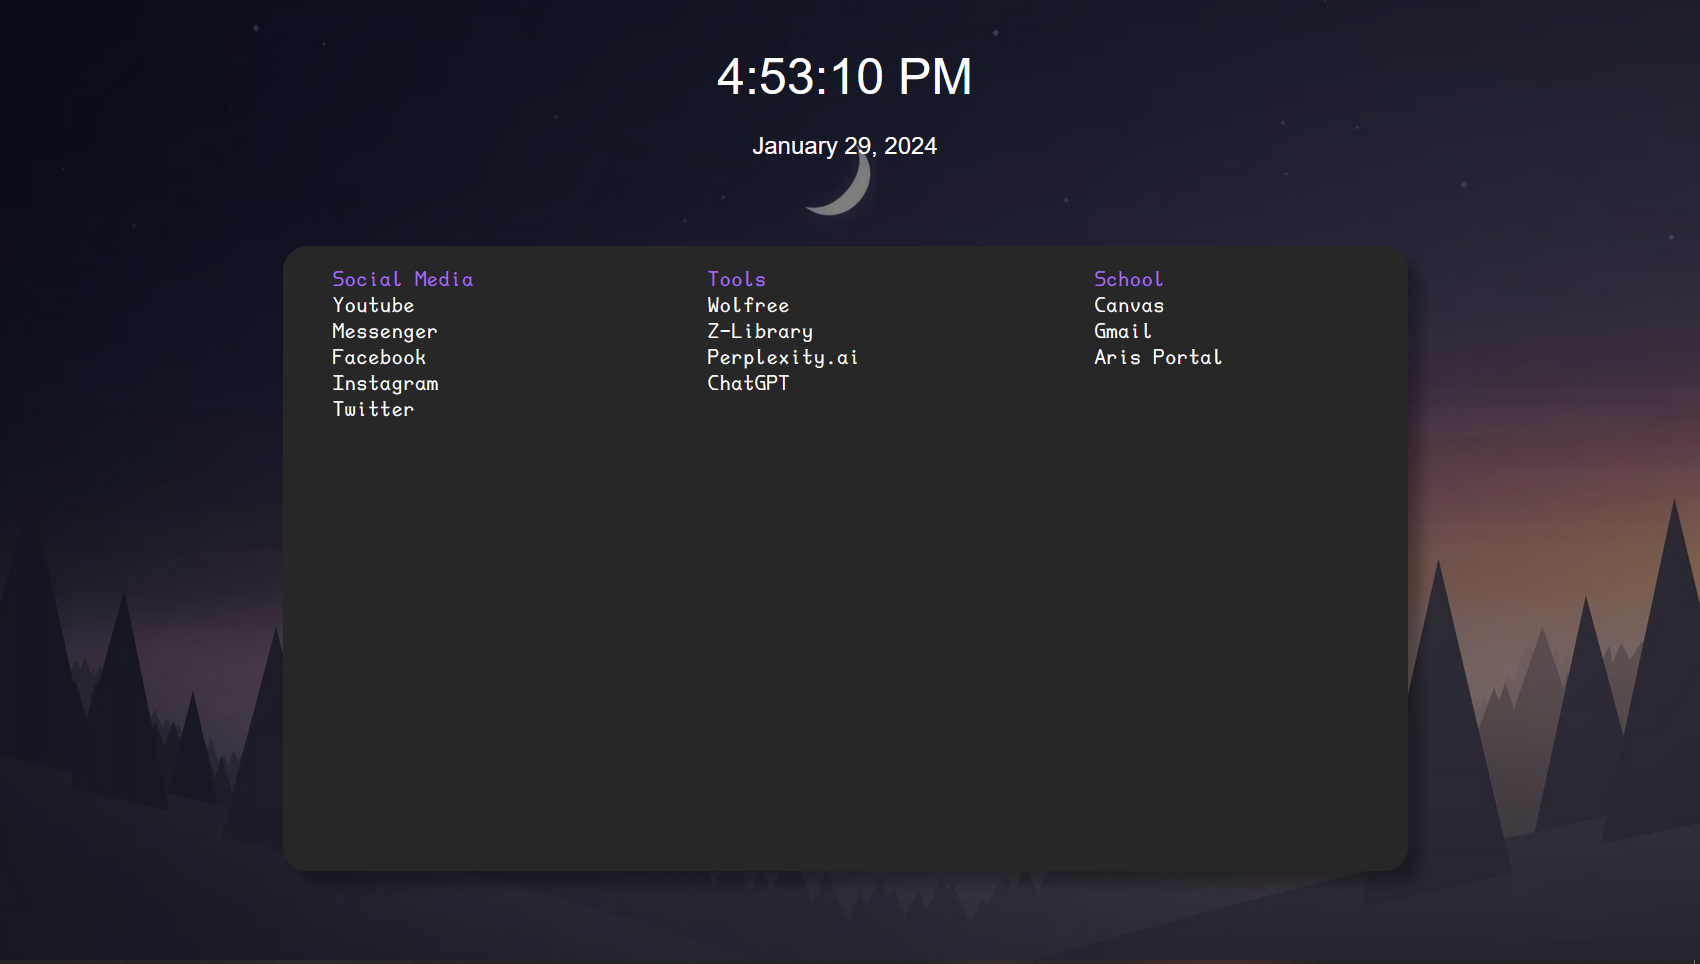 4:53:10 PM
January 29, 2024
Social Media
Youtube
Messenger
Facebook
Instagram
Twitter
Tools
Wolfree
Z-Library
Perplexity.ai
ChatGPT
School
Canvas
Gmail
Aris Portal